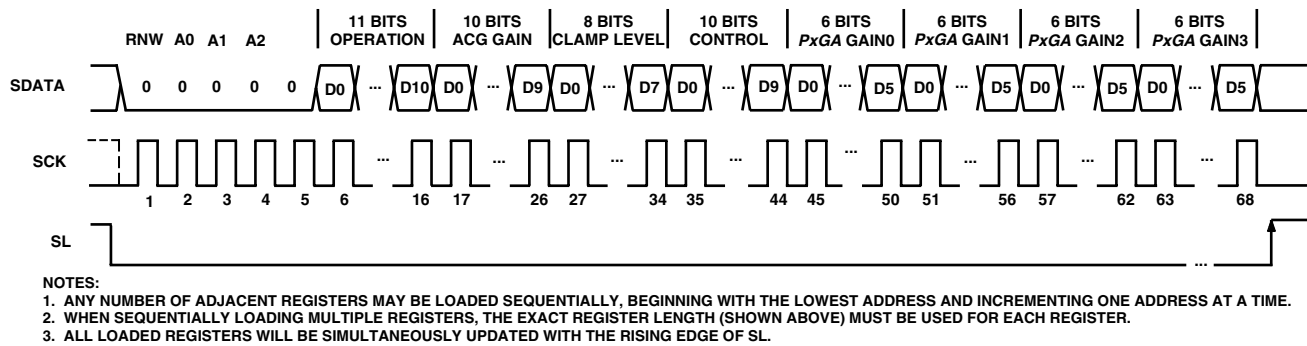 11 BITS 10 BITS 8 BITS 10 BITS 6 BITS 6 BITS 6 BITS 6 BITS
RNW A0 A1 A2 OPERATION ACG GAIN CLAMP LEVEL CONTROL PxGA GAIN0 PxGA GAIN1 PxGA GAIN2 PxGA GAIN3
SDATA 0 0 0 0 0 D0 ... D10 D0 ... D9 D0 ... D7 D0 ... D9 D0 ... D5 D0 ... D5 D0 ... D5 D0 ... D5
SCK ... ... ... ... ... ... ... ...
1 2 3 4 5 6 16 17 26 27 34 35 44 45 50 51 56 57 62 63 68
SL ...
NOTES:
1. ANY NUMBER OF ADJACENT REGISTERS MAY BE LOADED SEQUENTIALLY, BEGINNING WITH THE LOWEST ADDRESS AND INCREMENTING ONE ADDRESS AT A TIME.
2. WHEN SEQUENTIALLY LOADING MULTIPLE REGISTERS, THE EXACT REGISTER LENGTH (SHOWN ABOVE) MUST BE USED FOR EACH REGISTER.
3. ALL LOADED REGISTERS WILL BE SIMULTANEOUSLY UPDATED WITH THE RISING EDGE OF SL.